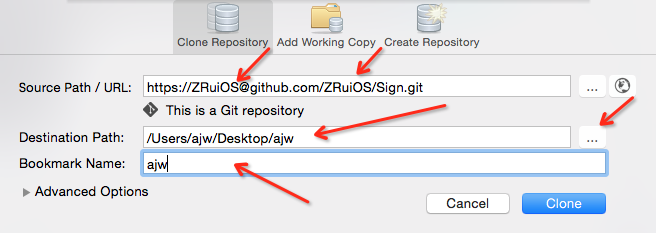 Clone Repository Add Working Copy Create Repository
Source Path / URL: https://ZRuiOS@github.com/ZRuiOS/Sign.git ...
This is a Git repository
Destination Path: /Users/ajw/Desktop/ajw ...
Bookmark Name: ajw
Advanced Options
Cancel Clone